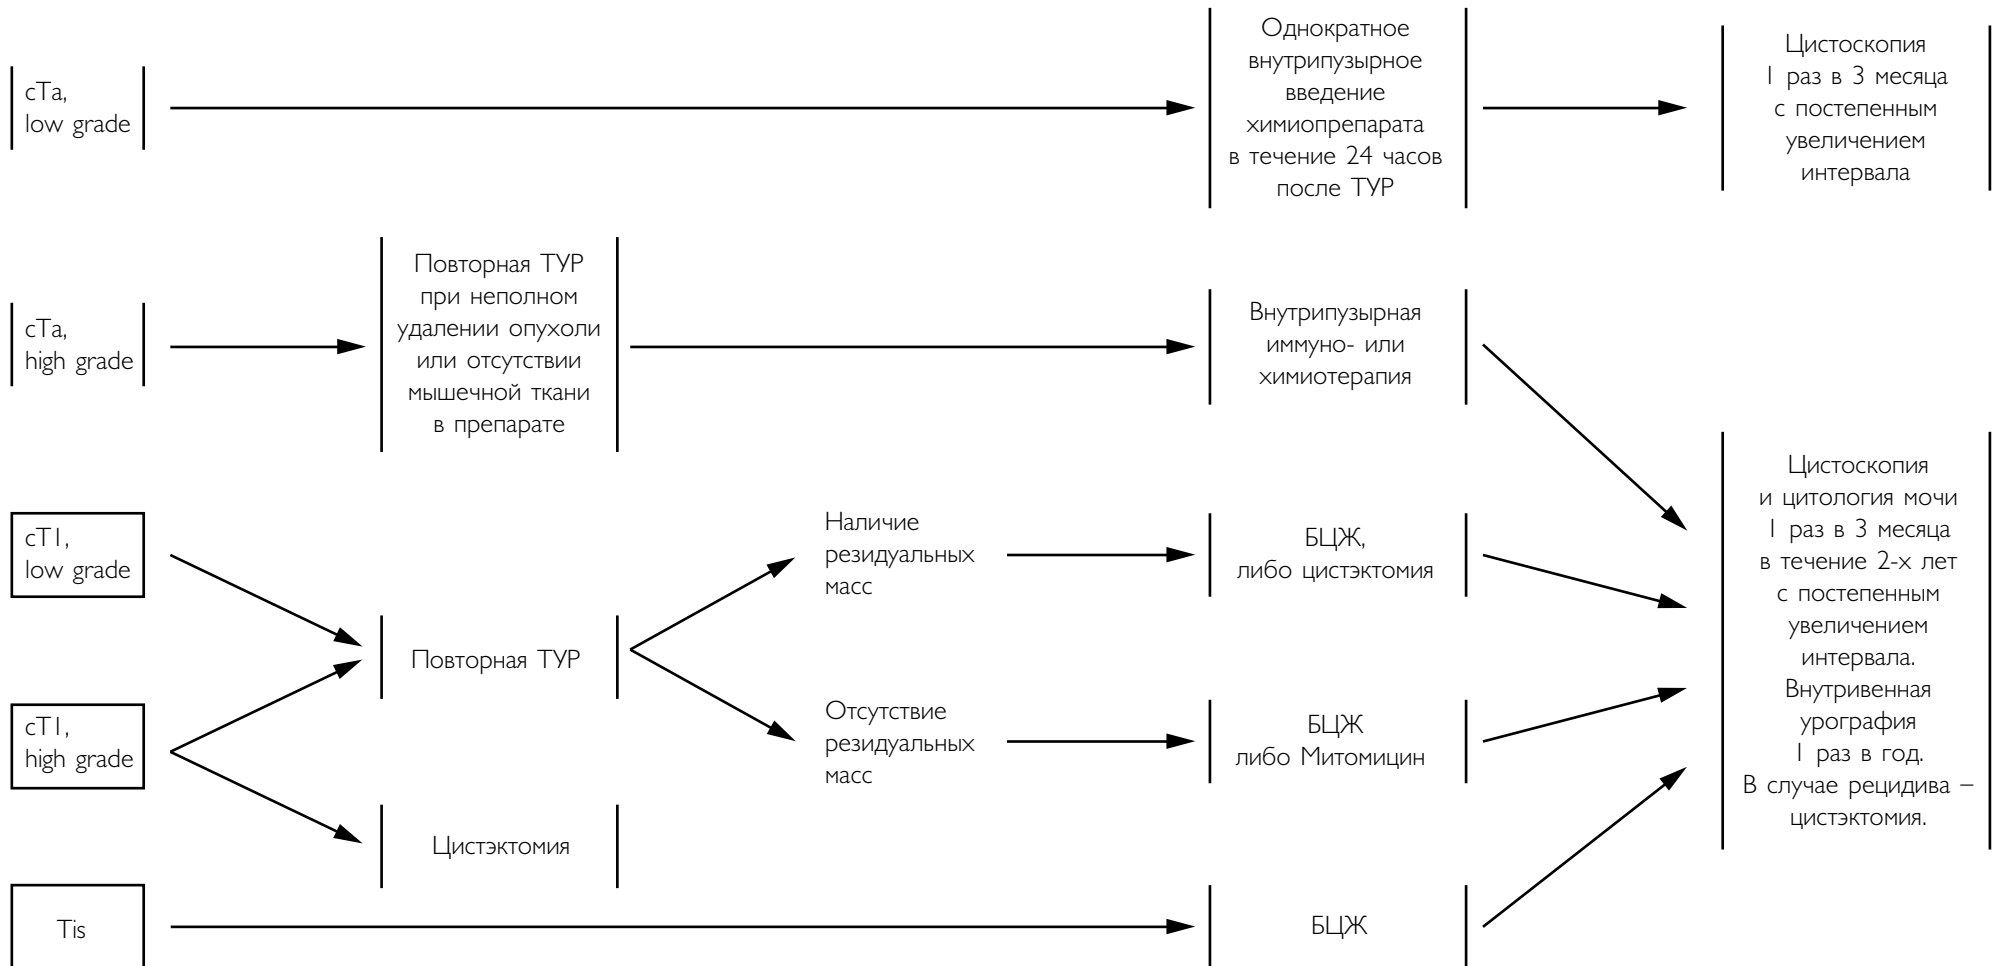 cTa,
low grade
Однократное
внутрипузырное
введение
химиопрепарата
в течение 24 часов
после ТУР
Цистоскопия
1 раз в 3 месяца
с постепенным
увеличением
интервала
cTa,
high grade
Повторная ТУР
при неполном
удалении опухоли
или отсутствии
мышечной ткани
в препарате
Внутрипузырная
иммуно- или
химиотерапия
cT1,
low grade
cT1,
high grade
Повторная ТУР
Цистэктомия
Наличие
резидуальных
масс
БЦЖ,
либо цистэктомия
Отсутствие
резидуальных
масс
БЦЖ
либо Митомицин
Цистоскопия
и цитология мочи
1 раз в 3 месяца
в течение 2-х лет
с постепенным
увеличением
интервала.
Внутривенная
урография
1 раз в год.
В случае рецидива –
цистэктомия.
Tis
БЦЖ